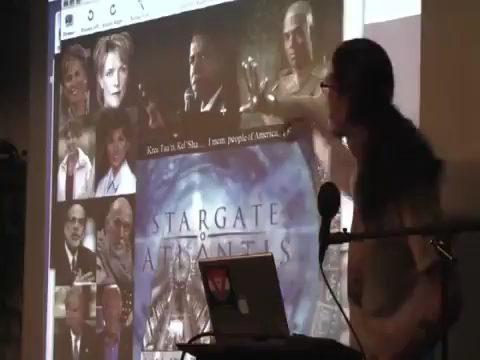 Kree Tau'ri, Kel'Sha... I mean, people of America...
STARGATE
ATLANTIS